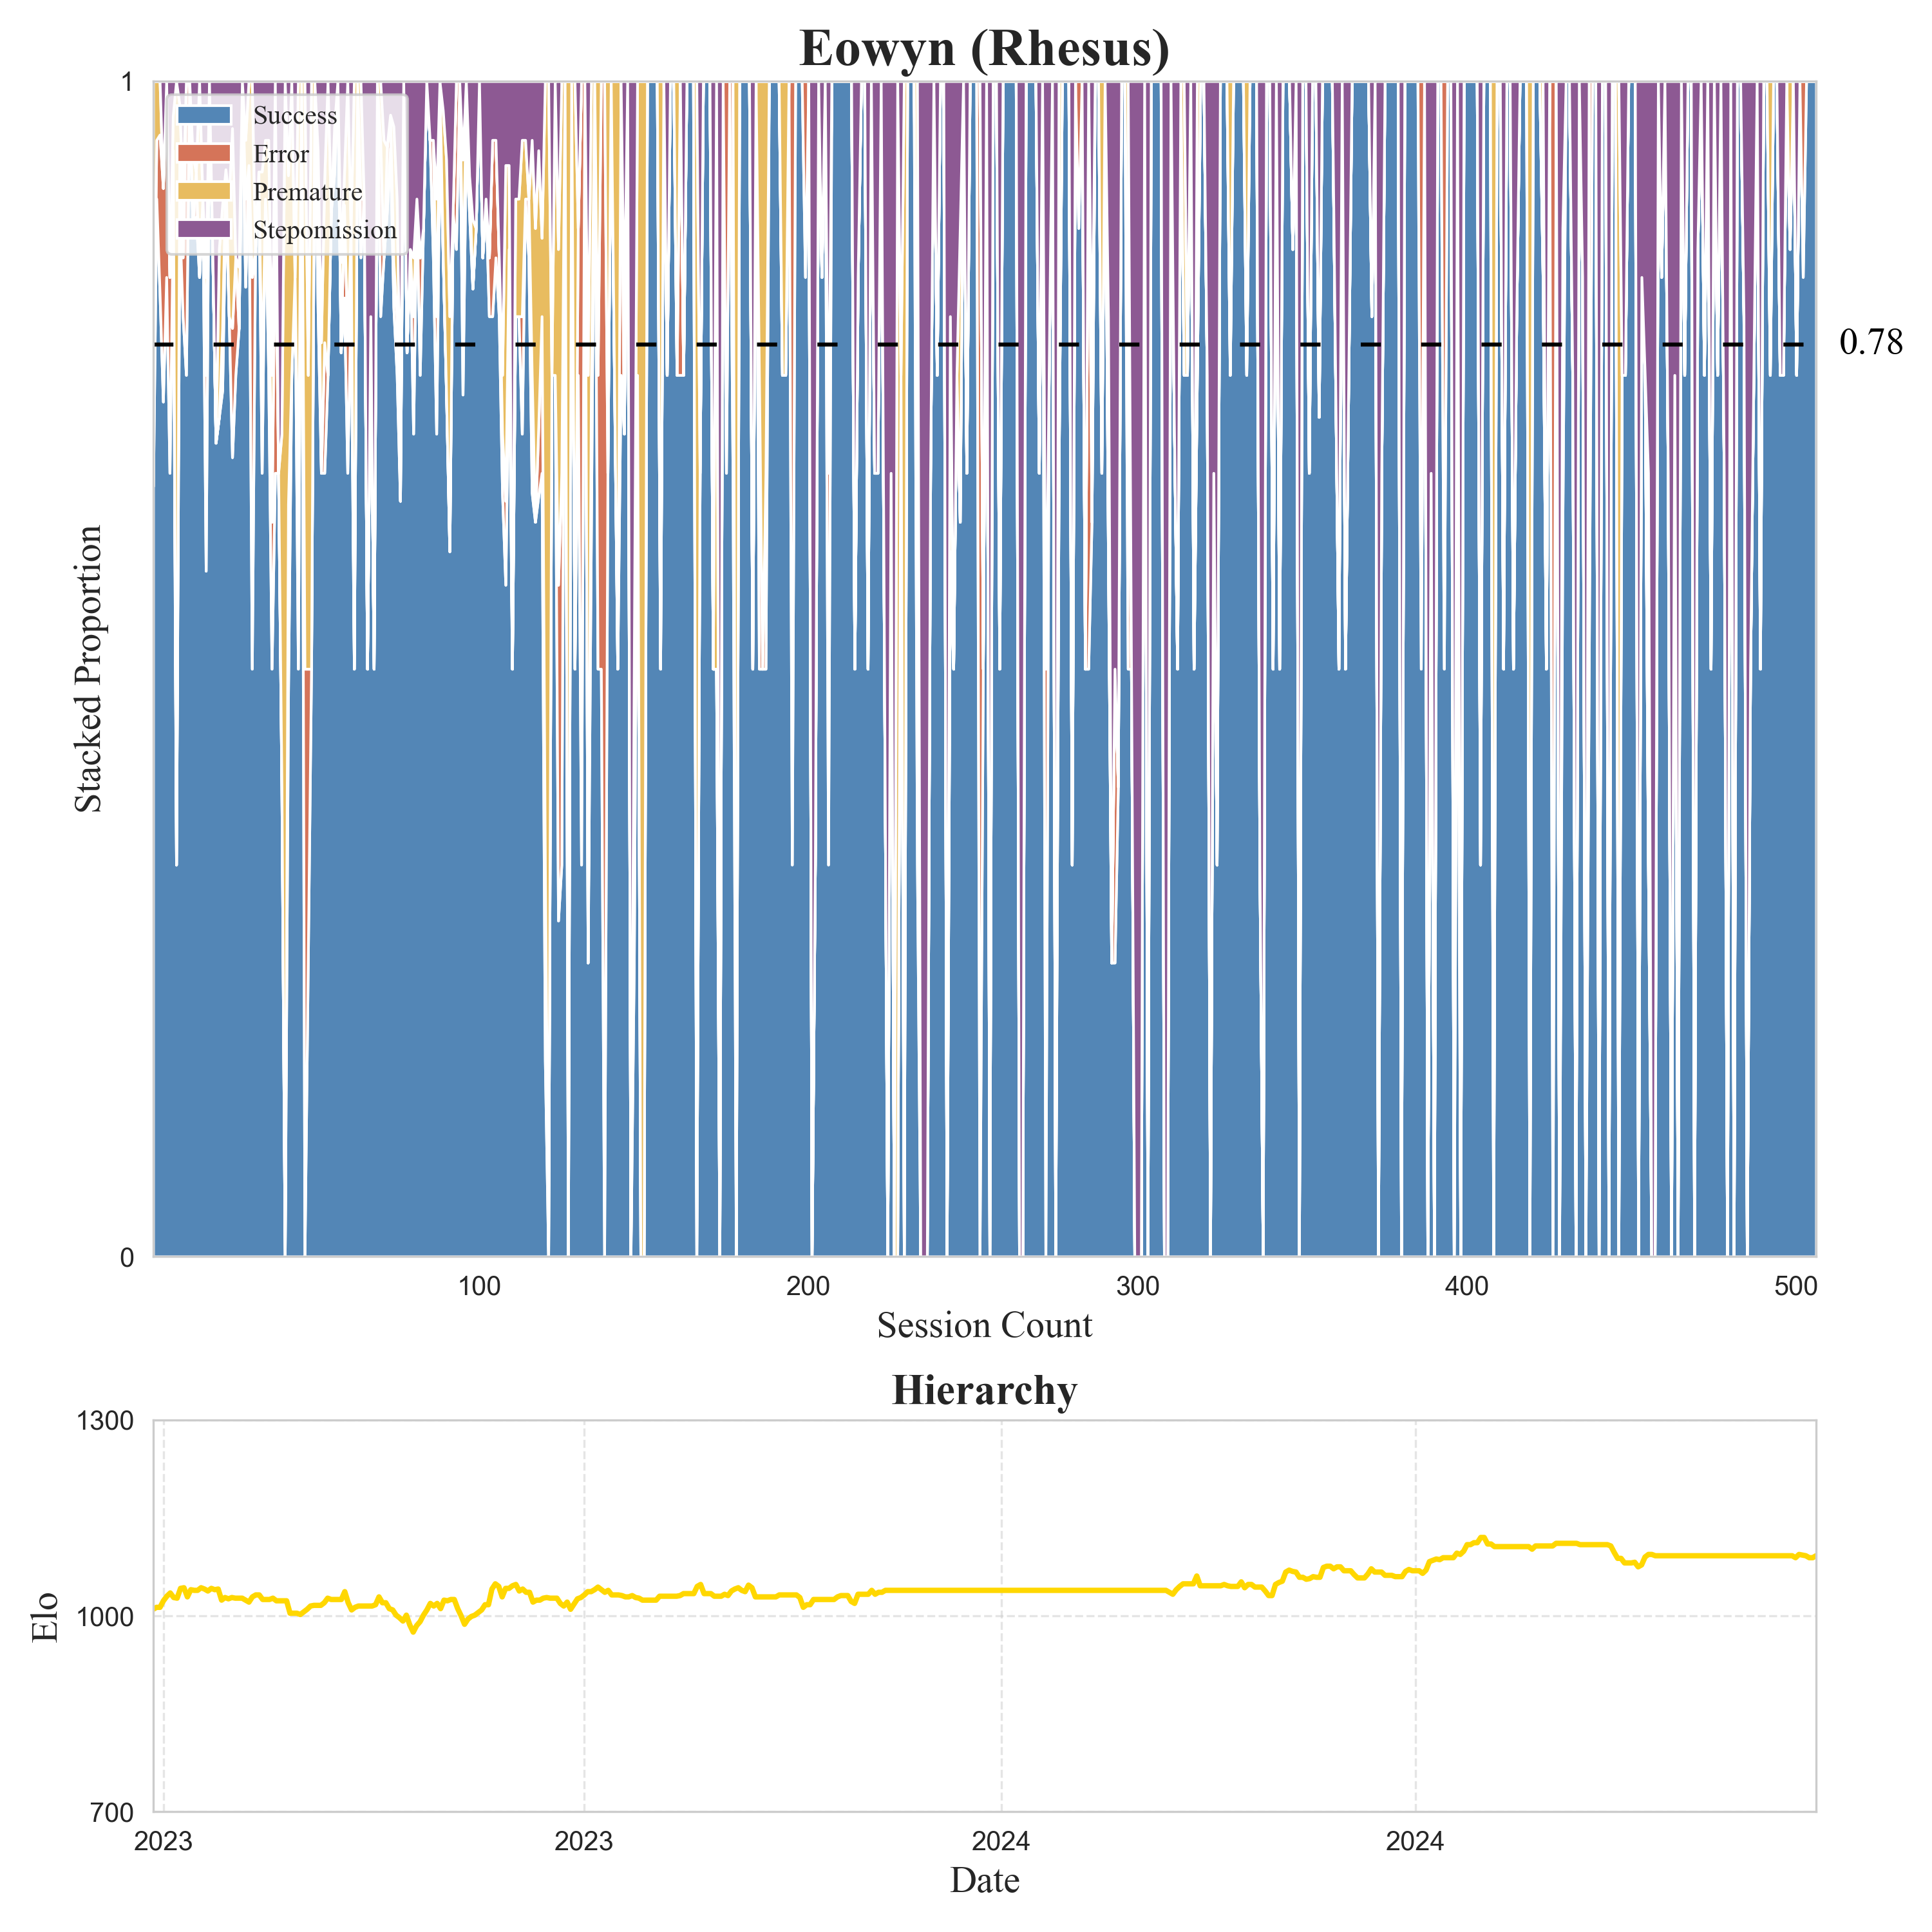 Eowyn (Rhesus)
1
Success
Error
Premature
Stepomission
0.78
Stacked Proportion
0
100 200 300 400 500
Session Count
Hierarchy
1300
1000
700
Elo
2023 2023 2024 2024
Date